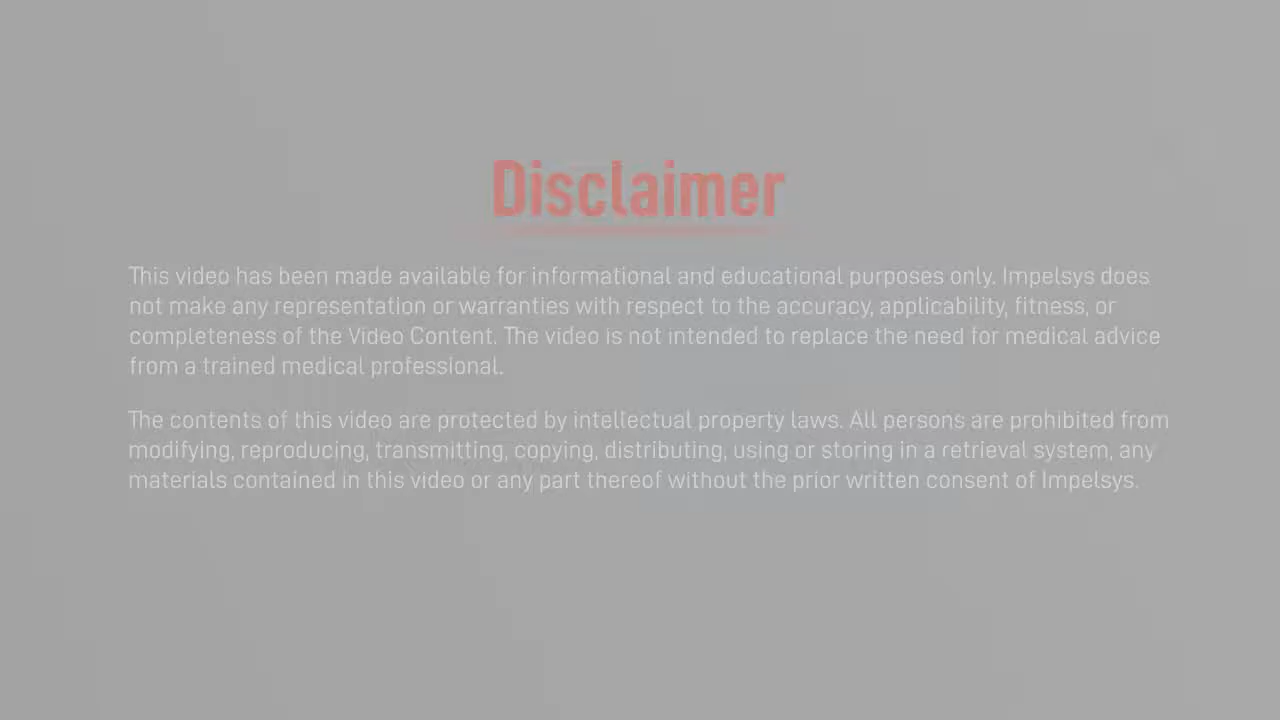 Disclaimer
This video has been made available for informational and educational purposes only. Impelsys does
not make any representation or warranties with respect to the accuracy, applicability, fitness, or
completeness of the Video Content. The video is not intended to replace the need for medical advice
from a trained medical professional.
The contents of this video are protected by intellectual property laws. All persons are prohibited from
modifying, reproducing, transmitting, copying, distributing, using or storing in a retrieval system, any
materials contained in this video or any part thereof without the prior written consent of Impelsys.